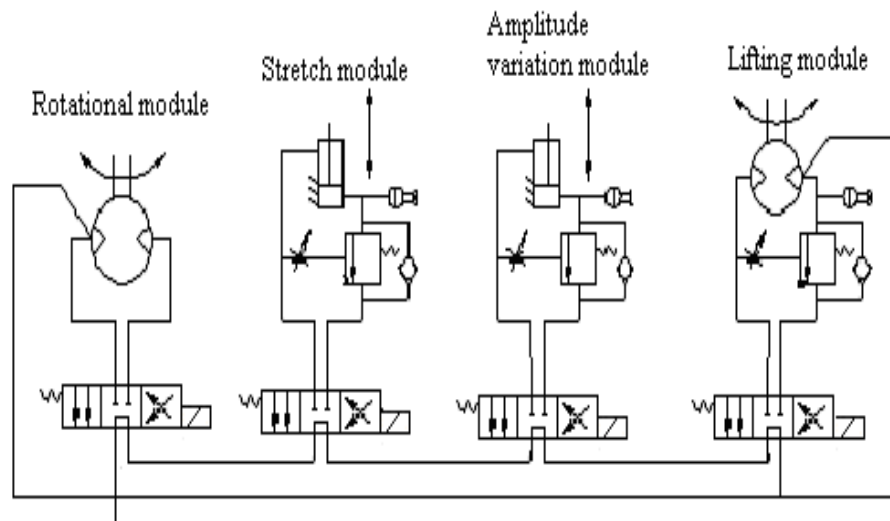 Rotational module
Stretch module
Amplitude
variation module
Lifting module